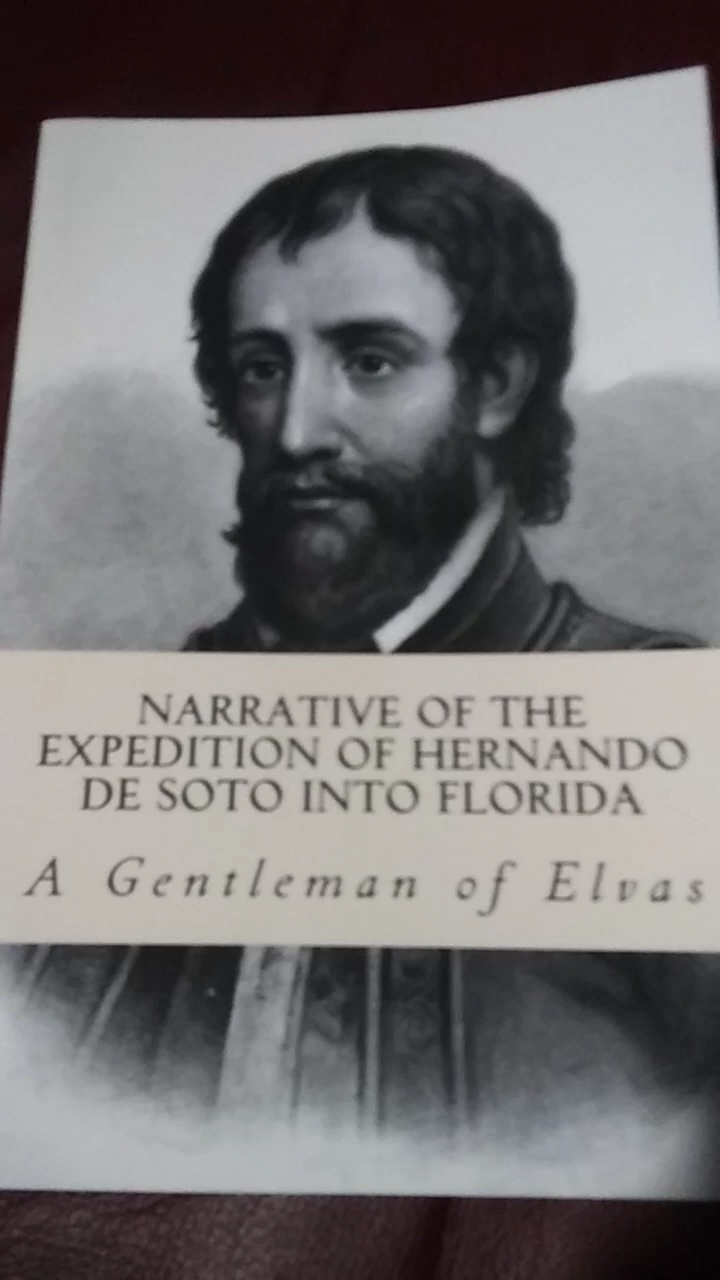 NARRATIVE OF THE
EXPEDITION OF HERNANDO
DE SOTO INTO FLORIDA
A Gentleman of Elvas